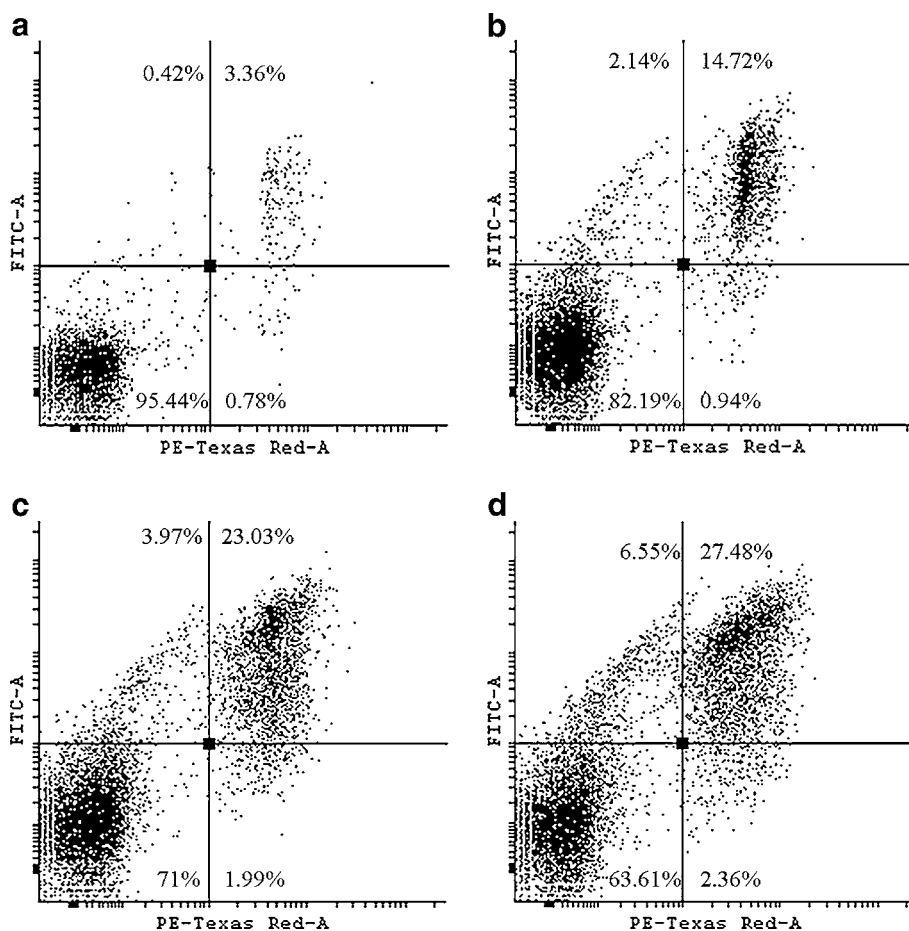 a
0.42% 3.36%
FITC-A
95.44% 0.78%
PE-Texas Red-A
b
2.14% 14.72%
FITC-A
82.19% 0.94%
PE-Texas Red-A
c
3.97% 23.03%
FITC-A
71% 1.99%
PE-Texas Red-A
d
6.55% 27.48%
FITC-A
63.61% 2.36%
PE-Texas Red-A